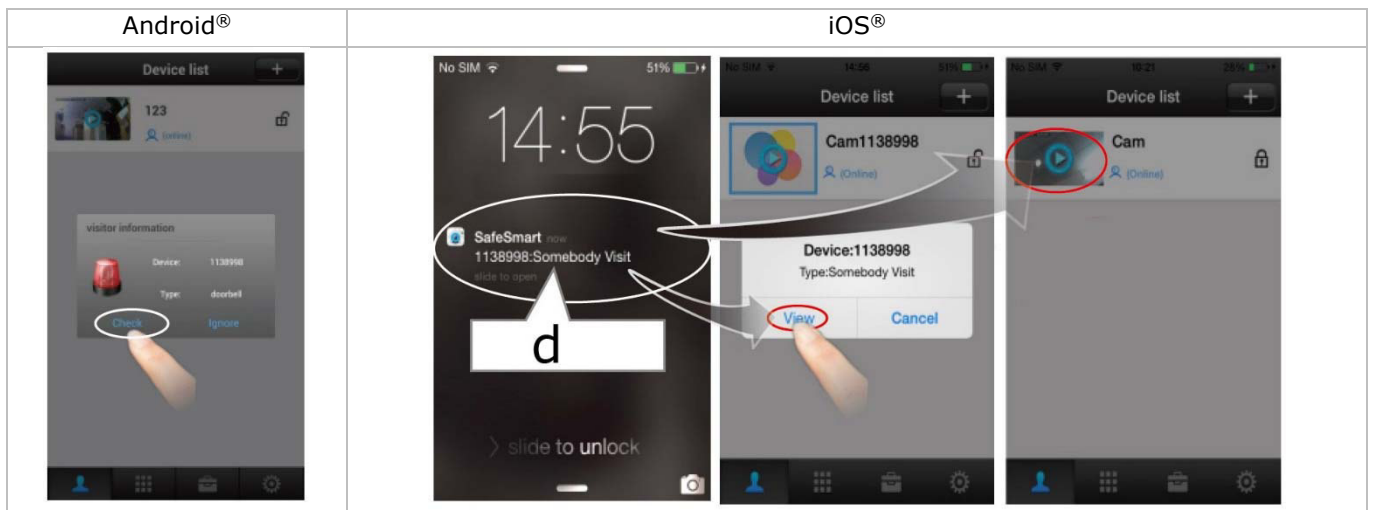 Android®
iOS®
Device list
+
123
(online)
visitor information
Device: 1138998
Type: doorbell
Check
Ignore
No SIM
51%
14:55
SafeSmart now
1138998:Somebody Visit
slide to open
d
slide to unlock
No SIM
14:56
51%
Device list
+
Cam1138998
(Online)
Device:1138998
Type:Somebody Visit
View
Cancel
No SIM
10:21
Device list
+
Cam
(Online)